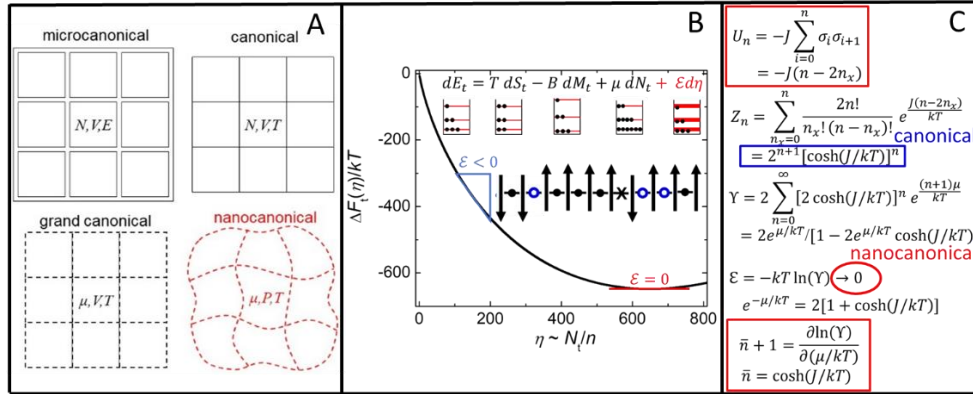 A
microcanonical
canonical
N,V,E
N,V,T
grand canonical
nanocanonical
μ,V,T
μ,P,T
B
dE_t = T dS_t − B dM_t + μ dN_t + ℰdη
ΔF_t(η)/kT
0
-200
-400
-600
ℰ < 0
ℰ = 0
0 200 400 600 800
η ~ N_t/n
C
U_n = −J ∑_{i=0}^{n} σ_i σ_{i+1}
= −J(n − 2n_x)
Z_n = ∑_{n_x=0}^{n} 2n!/(n_x! (n − n_x)!) e^{J(n−2n_x)/kT}
canonical
= 2^{n+1} [cosh(J/kT)]^n
Υ = 2 ∑_{n=0}^{∞} [2 cosh(J/kT)]^n e^{(n+1)μ/kT}
= 2e^{μ/kT}/[1 − 2e^{μ/kT} cosh(J/kT)
nanocanonical
ℰ = −kT ln(Υ) → 0
e^{−μ/kT} = 2[1 + cosh(J/kT)]
n̄ + 1 = ∂ln(Υ)/∂(μ/kT)
n̄ = cosh(J/kT)